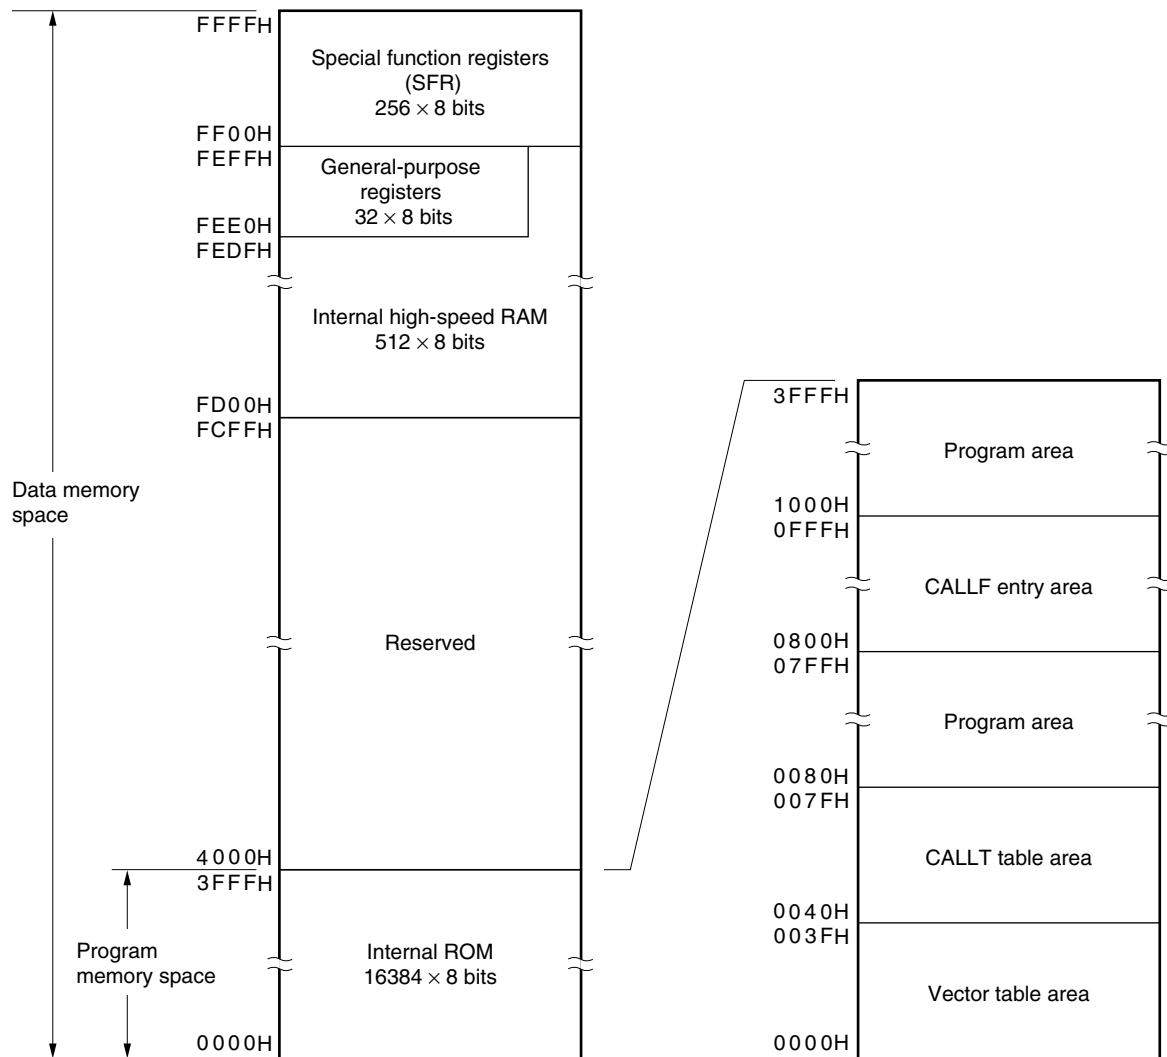 FFFFH
Special function registers
(SFR)
256 × 8 bits
FF00H
FEFFH
General-purpose
registers
32 × 8 bits
FEE0H
FEDFH
Internal high-speed RAM
512 × 8 bits
FD00H
FCFFH
Data memory
space
Reserved
4000H
3FFFH
Program
memory space
Internal ROM
16384 × 8 bits
0000H
3FFFH
Program area
1000H
0FFFH
CALLF entry area
0800H
07FFH
Program area
0080H
007FH
CALLT table area
0040H
003FH
Vector table area
0000H